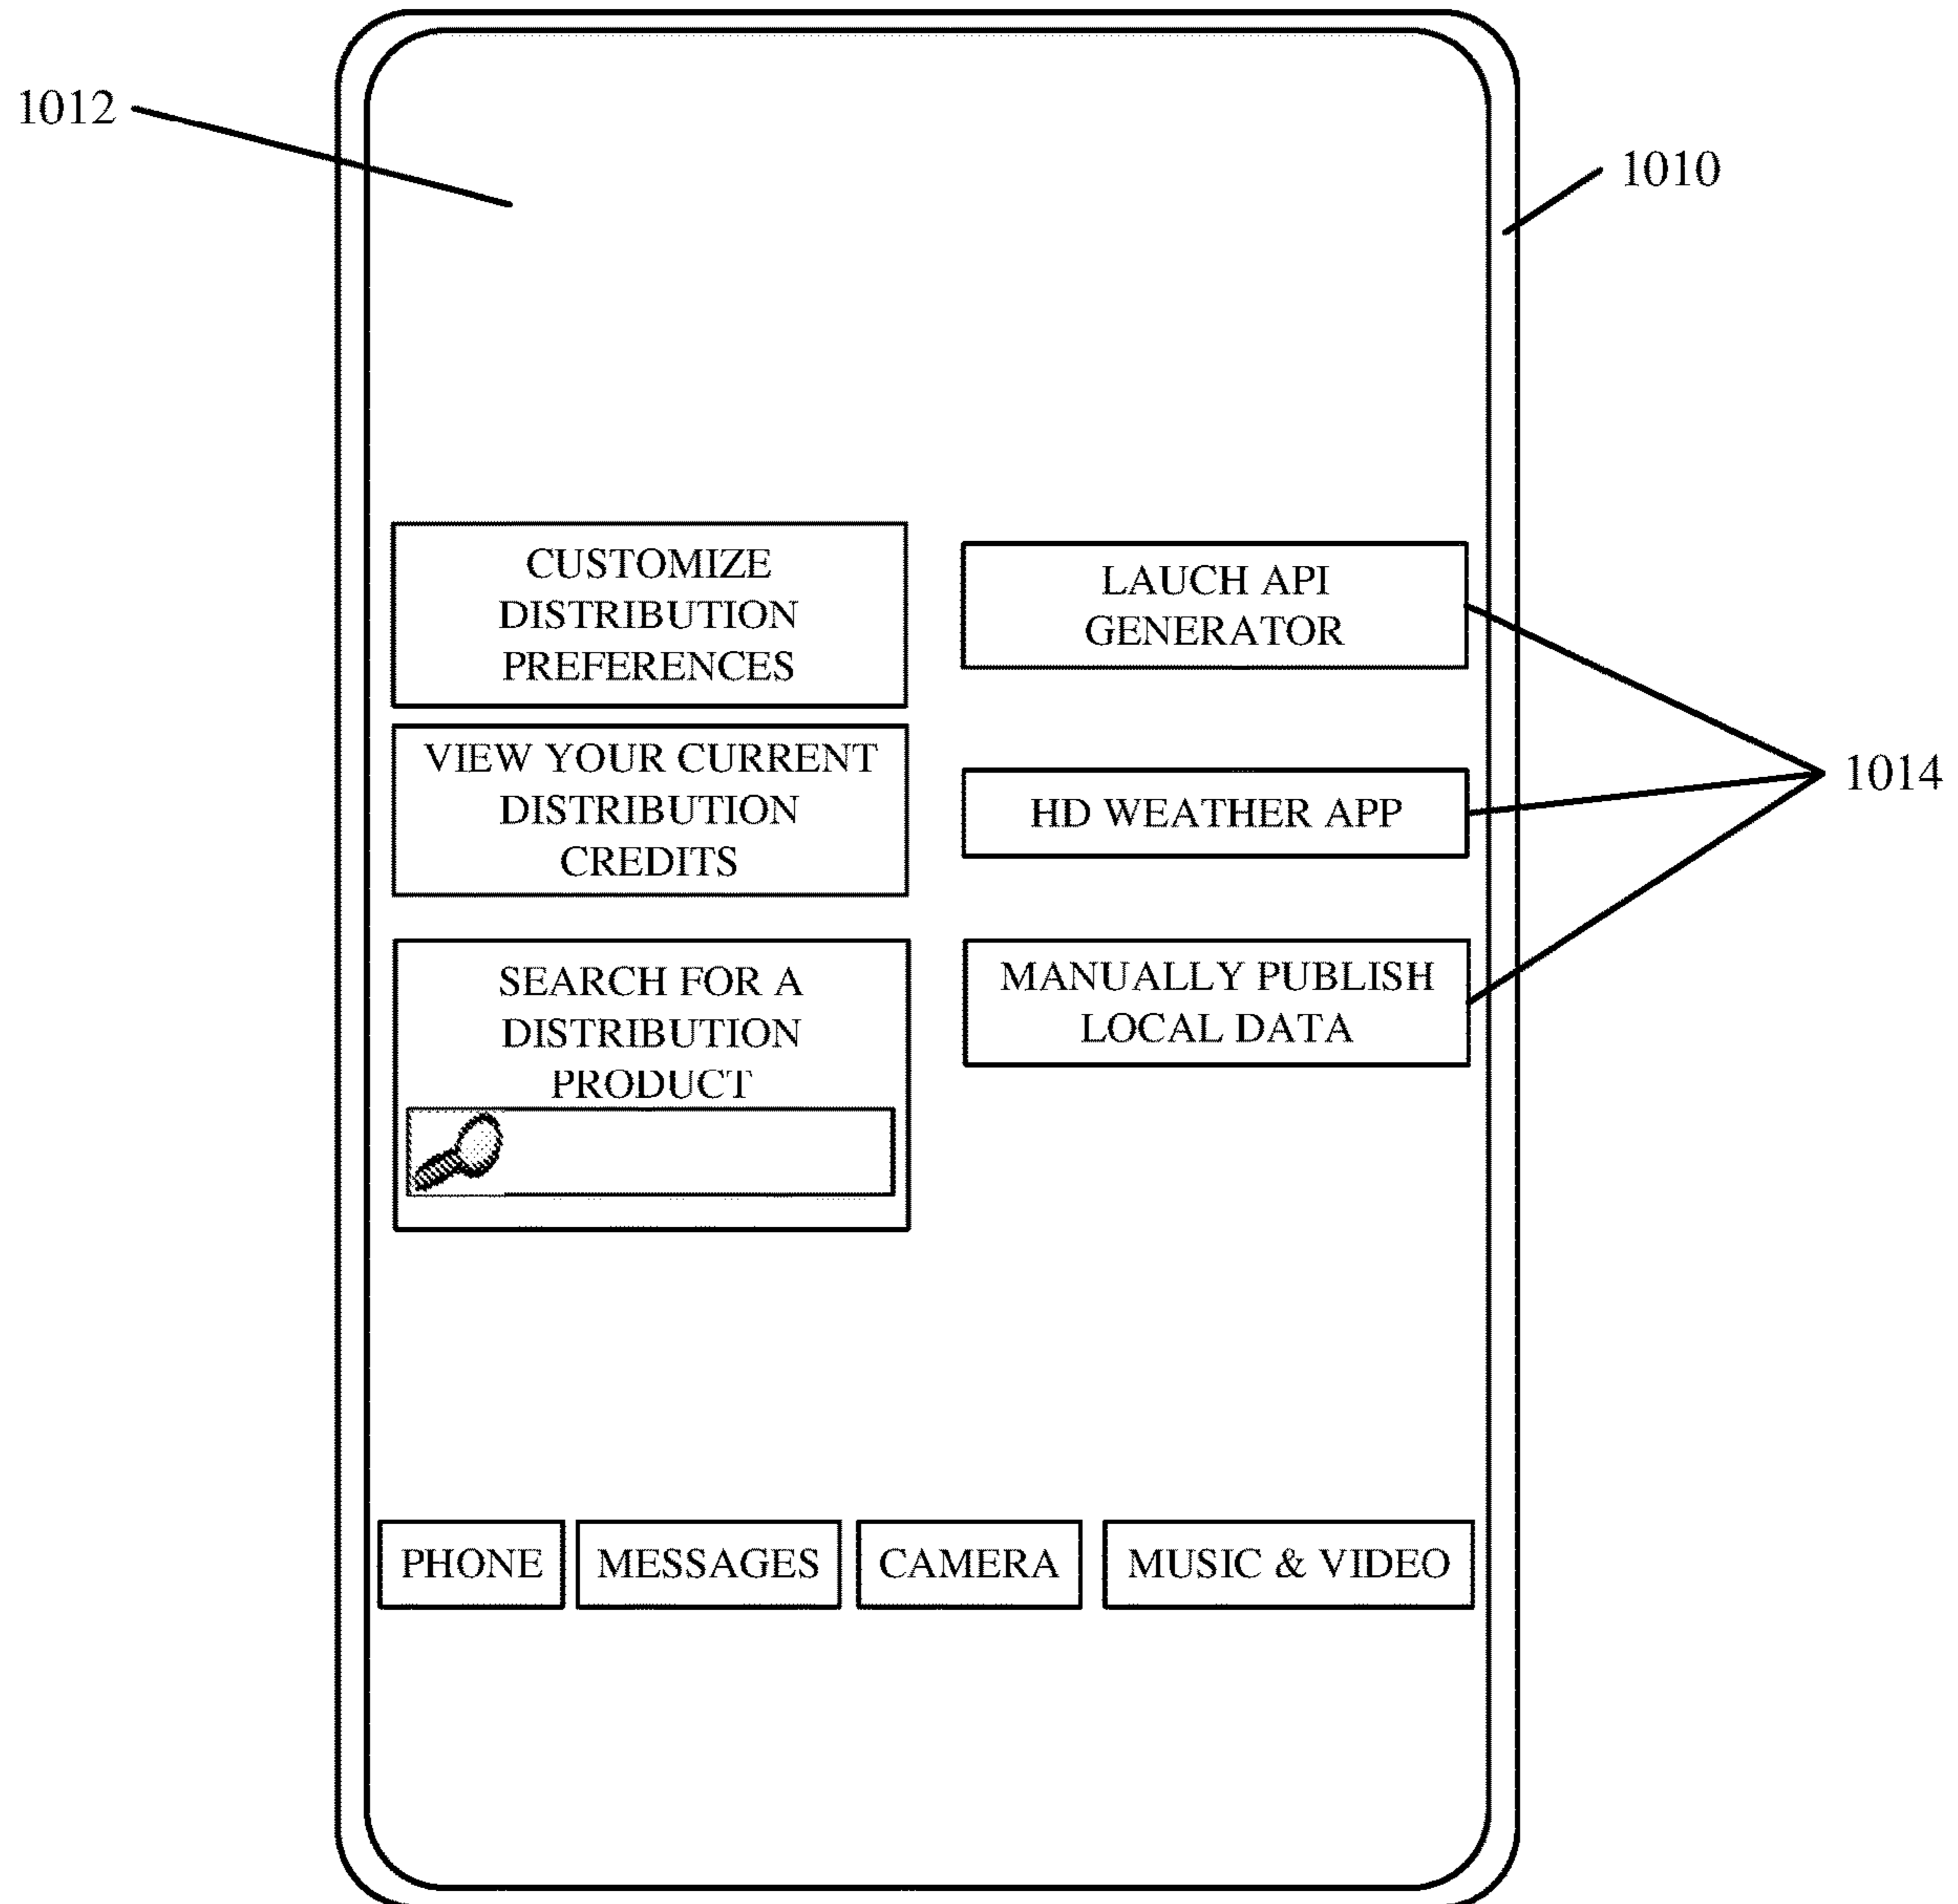 1012
1010
CUSTOMIZE
DISTRIBUTION
PREFERENCES
LAUCH API
GENERATOR
VIEW YOUR CURRENT
DISTRIBUTION
CREDITS
HD WEATHER APP
1014
SEARCH FOR A
DISTRIBUTION
PRODUCT
MANUALLY PUBLISH
LOCAL DATA
PHONE
MESSAGES
CAMERA
MUSIC & VIDEO